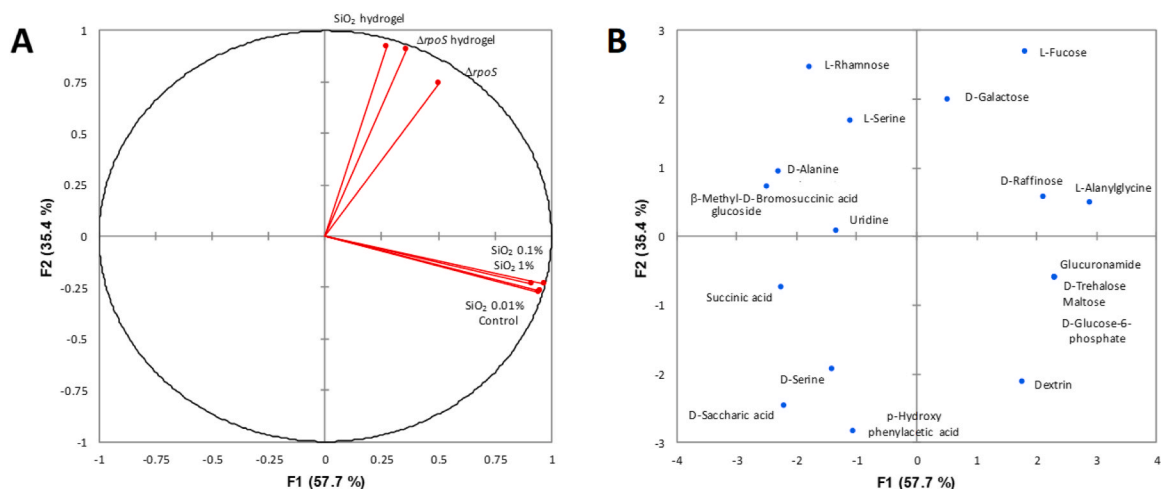 A
SiO2 hydrogel
ΔrpoS hydrogel
ΔrpoS
SiO2 0.1%
SiO2 1%
SiO2 0.01%
Control
1
0.75
0.5
0.25
0
-0.25
-0.5
-0.75
-1
-1 -0.75 -0.5 -0.25 0 0.25 0.5 0.75 1
F2 (35.4 %)
F1 (57.7 %)
B
L-Fucose
L-Rhamnose
D-Galactose
L-Serine
D-Alanine
D-Raffinose
L-Alanylglycine
β-Methyl-D-Bromosuccinic acid
glucoside
Uridine
Glucuronamide
D-Trehalose
Maltose
Succinic acid
D-Glucose-6-
phosphate
D-Serine
Dextrin
D-Saccharic acid
p-Hydroxy
phenylacetic acid
3
2
1
0
-1
-2
-3
-4 -3 -2 -1 0 1 2 3 4
F2 (35.4 %)
F1 (57.7 %)